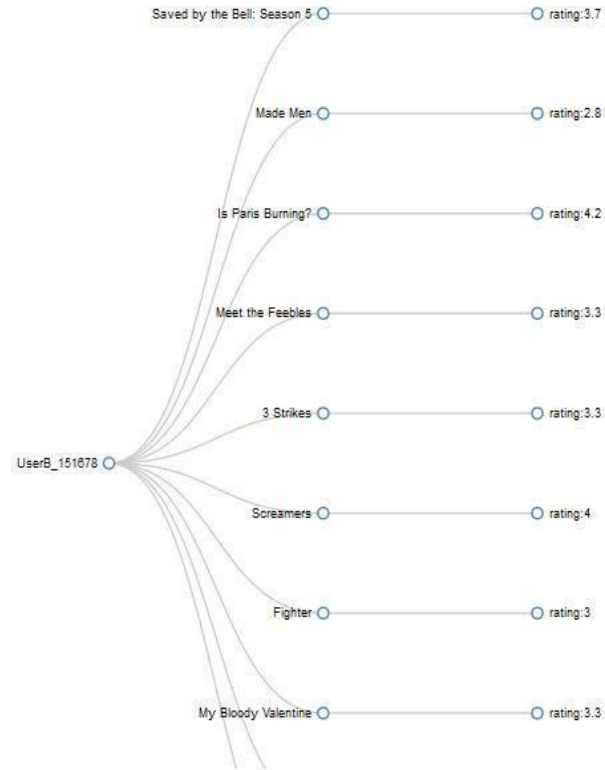 Saved by the Bell: Season 5 rating:3.7
Made Men rating:2.8
Is Paris Burning? rating:4.2
Meet the Feebles rating:3.3
3 Strikes rating:3.3
UserB_151678
Screamers rating:4
Fighter rating:3
My Bloody Valentine rating:3.3